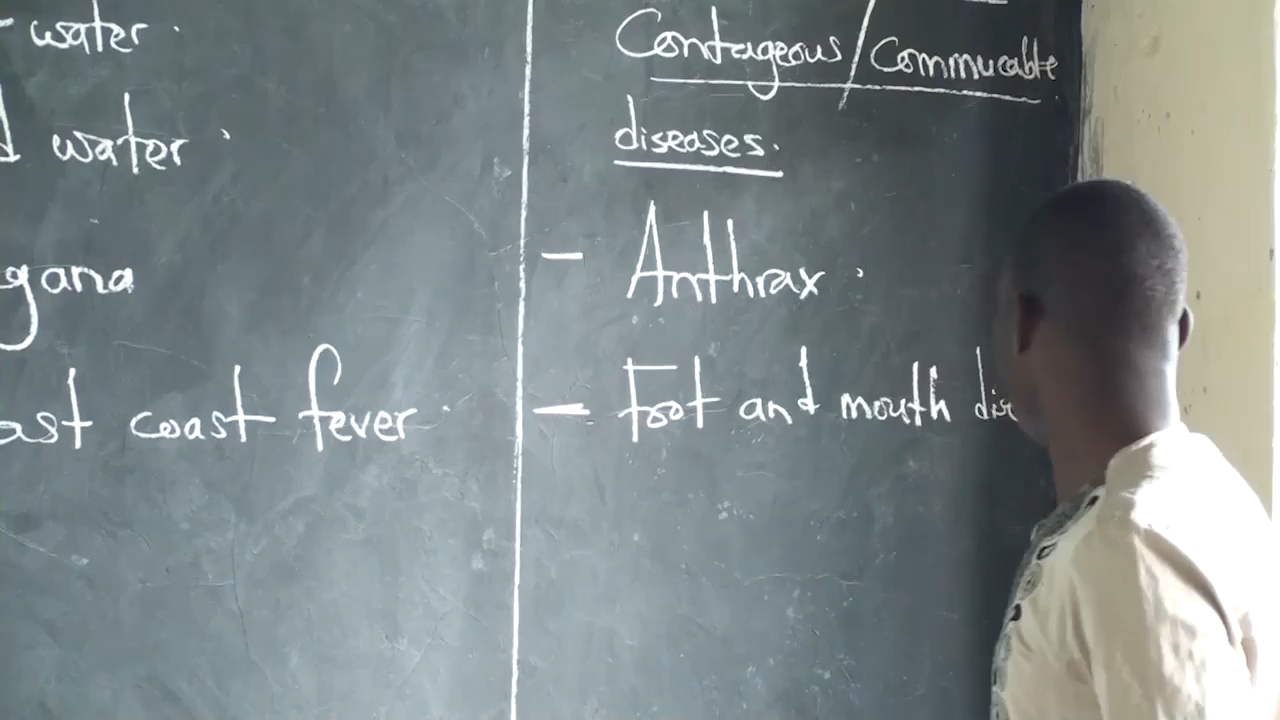 - water.
water.
gana
ast coast fever.
Contageous/Commucable
diseases.
- Anthrax.
- Foot and mouth dis